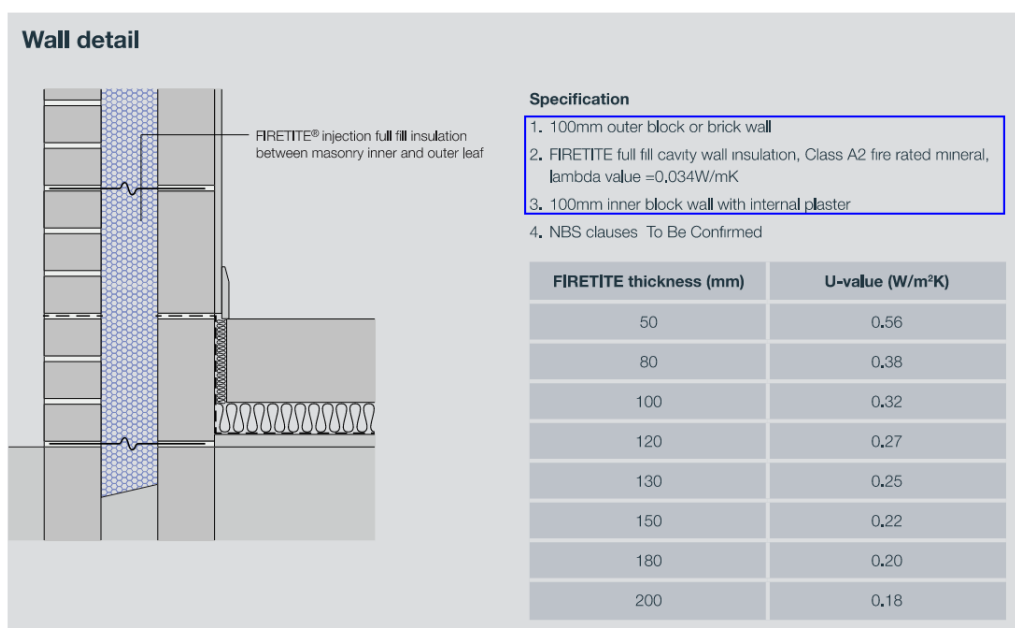 Wall detail
FIRETITE® injection full fill insulation
between masonry inner and outer leaf
Specification
1. 100mm outer block or brick wall
2. FIRETITE full fill cavity wall insulation, Class A2 fire rated mineral,
lambda value =0.034W/mK
3. 100mm inner block wall with internal plaster
4. NBS clauses To Be Confirmed
FIRETITE thickness (mm) U-value (W/m²K)
50 0.56
80 0.38
100 0.32
120 0.27
130 0.25
150 0.22
180 0.20
200 0.18